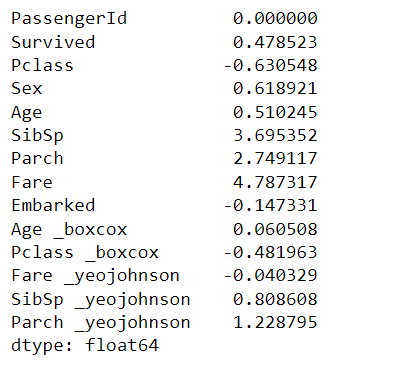 PassengerId 0.000000
Survived 0.478523
Pclass -0.630548
Sex 0.618921
Age 0.510245
SibSp 3.695352
Parch 2.749117
Fare 4.787317
Embarked -0.147331
Age _boxcox 0.060508
Pclass _boxcox -0.481963
Fare _yeojohnson -0.040329
SibSp _yeojohnson 0.808608
Parch _yeojohnson 1.228795
dtype: float64